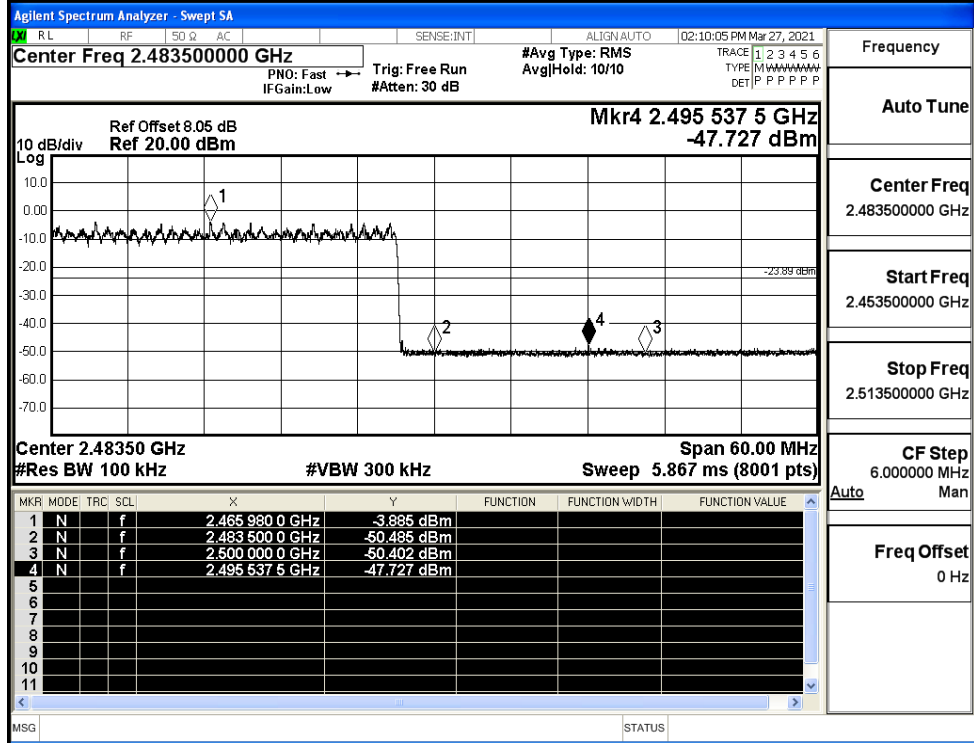 Agilent Spectrum Analyzer - Swept SA
LXI RL RF 50 Ω AC SENSE:INT ALIGN AUTO 02:10:05 PM Mar 27, 2021
Center Freq 2.483500000 GHz
PNO: Fast
IFGain:Low
Trig: Free Run
#Atten: 30 dB
#Avg Type: RMS
Avg|Hold: 10/10
TRACE 1 2 3 4 5 6
TYPE M W W W W W
DET P P P P P P
Ref Offset 8.05 dB
Ref 20.00 dBm
10 dB/div
Log
Mkr4 2.495 537 5 GHz
-47.727 dBm
10.0
0.00
-10.0
-20.0
-30.0
-40.0
-50.0
-60.0
-70.0
1
2
4
3
-23.89 dBm
Center 2.48350 GHz
Span 60.00 MHz
#Res BW 100 kHz
#VBW 300 kHz
Sweep 5.867 ms (8001 pts)
MKR MODE TRC SCL X Y FUNCTION FUNCTION WIDTH FUNCTION VALUE
1 N f 2.465 980 0 GHz -3.885 dBm
2 N f 2.483 500 0 GHz -50.485 dBm
3 N f 2.500 000 0 GHz -50.402 dBm
4 N f 2.495 537 5 GHz -47.727 dBm
5
6
7
8
9
10
11
MSG
STATUS
Frequency
Auto Tune
Center Freq
2.483500000 GHz
Start Freq
2.453500000 GHz
Stop Freq
2.513500000 GHz
CF Step
6.000000 MHz
Auto Man
Freq Offset
0 Hz